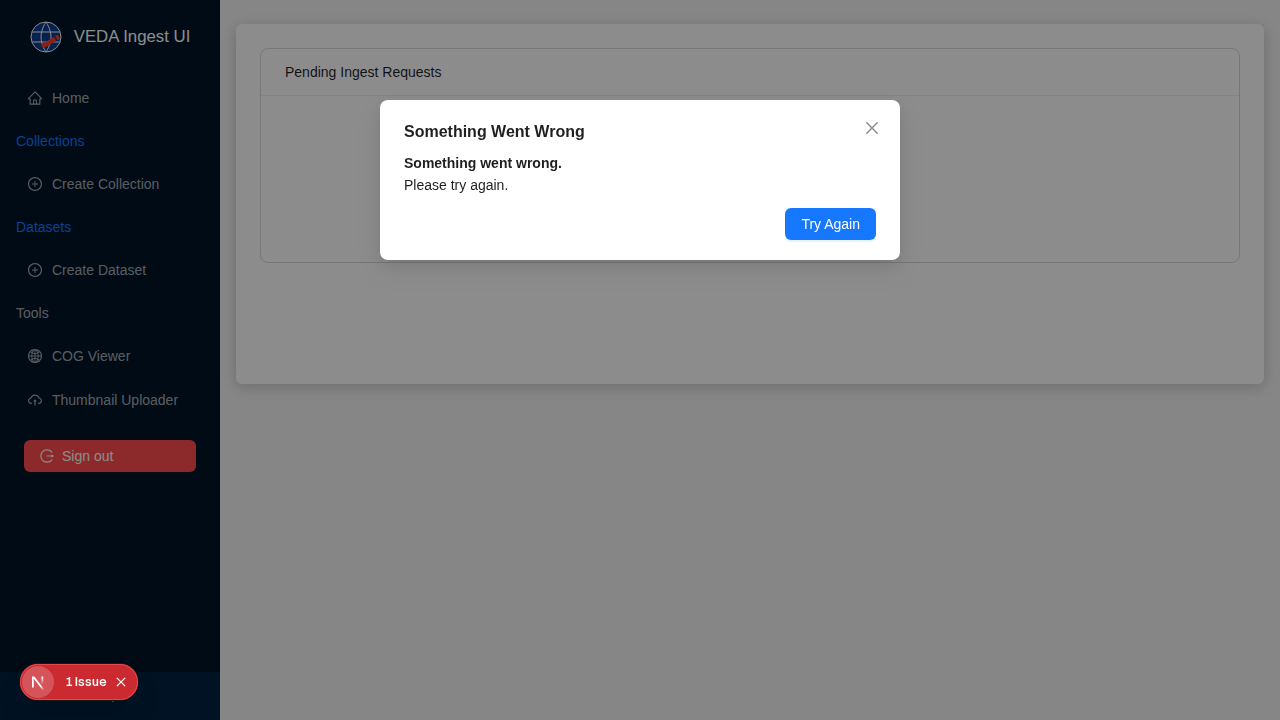 VEDA Ingest UI
Home
Collections
Create Collection
Datasets
Create Dataset
Tools
COG Viewer
Thumbnail Uploader
Sign out
1 Issue
Pending Ingest Requests
Something Went Wrong
Something went wrong.
Please try again.
Try Again